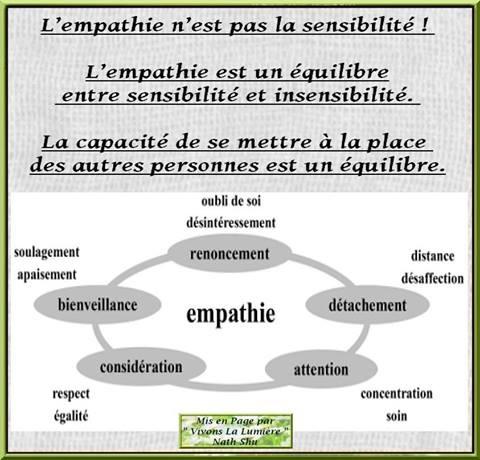 L'empathie n'est pas la sensibilité !
L'empathie est un équilibre
entre sensibilité et insensibilité.
La capacité de se mettre à la place
des autres personnes est un équilibre.
oubli de soi
désintéressement
renoncement
soulagement
apaisement
bienveillance
distance
désaffection
détachement
empathie
considération
attention
respect
égalité
concentration
soin
Mis en Page par
" Vivons La Lumière "
Nath Shu